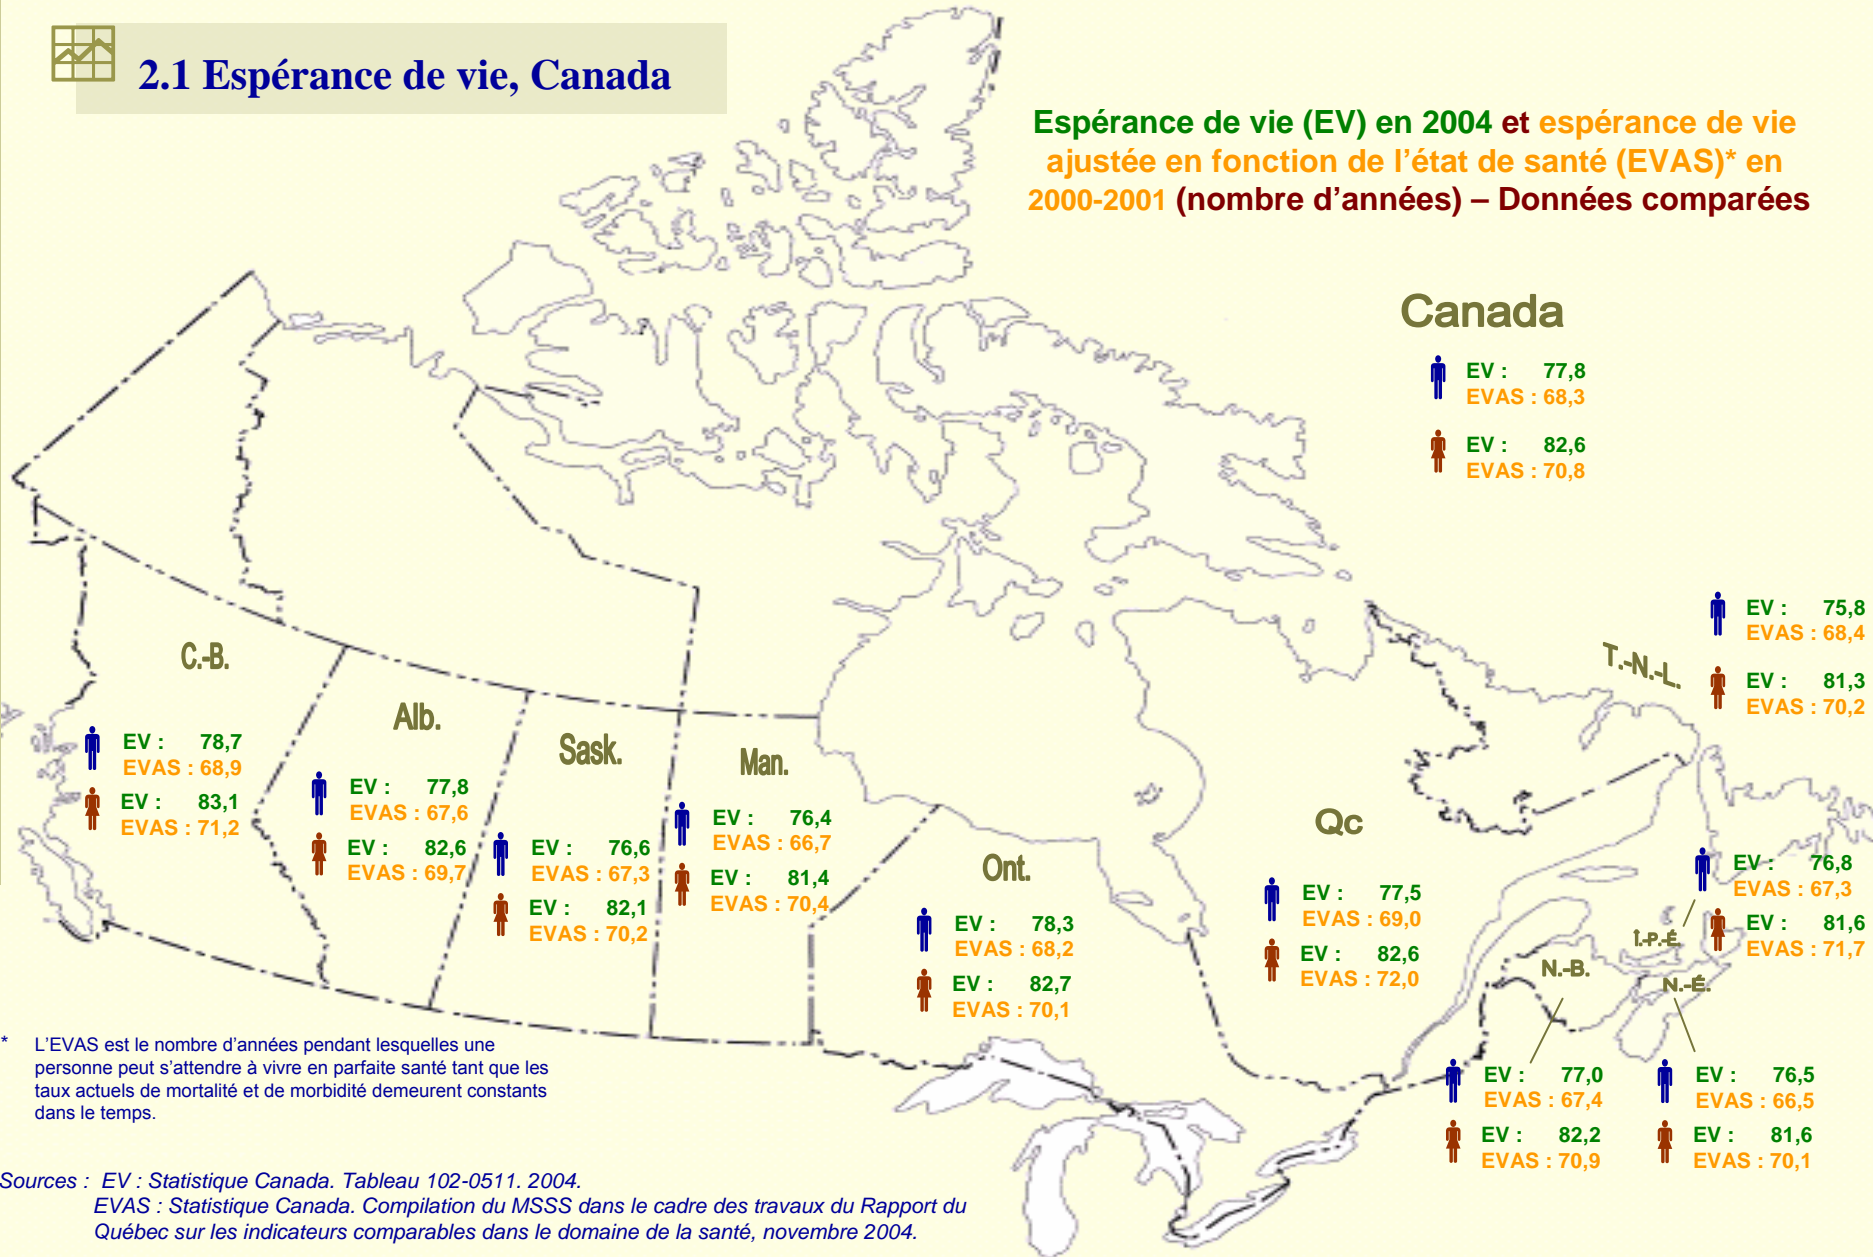 2.1 Espérance de vie, Canada
Espérance de vie (EV) en 2004 et espérance de vie
ajustée en fonction de l'état de santé (EVAS)* en
2000-2001 (nombre d'années) – Données comparées
Canada
EV : 77,8
EVAS : 68,3
EV : 82,6
EVAS : 70,8
T.-N.-L.
EV : 75,8
EVAS : 68,4
EV : 81,3
EVAS : 70,2
C.-B.
EV : 78,7
EVAS : 68,9
EV : 83,1
EVAS : 71,2
Alb.
EV : 77,8
EVAS : 67,6
EV : 82,6
EVAS : 69,7
Sask.
EV : 76,6
EVAS : 67,3
EV : 82,1
EVAS : 70,2
Man.
EV : 76,4
EVAS : 66,7
EV : 81,4
EVAS : 70,4
Ont.
EV : 78,3
EVAS : 68,2
EV : 82,7
EVAS : 70,1
Qc
EV : 77,5
EVAS : 69,0
EV : 82,6
EVAS : 72,0
Î.-P.-É.
EV : 76,8
EVAS : 67,3
EV : 81,6
EVAS : 71,7
N.-B.
EV : 77,0
EVAS : 67,4
EV : 82,2
EVAS : 70,9
N.-É.
EV : 76,5
EVAS : 66,5
EV : 81,6
EVAS : 70,1
* L'EVAS est le nombre d'années pendant lesquelles une
personne peut s'attendre à vivre en parfaite santé tant que les
taux actuels de mortalité et de morbidité demeurent constants
dans le temps.
Sources : EV : Statistique Canada. Tableau 102-0511. 2004.
EVAS : Statistique Canada. Compilation du MSSS dans le cadre des travaux du Rapport du
Québec sur les indicateurs comparables dans le domaine de la santé, novembre 2004.